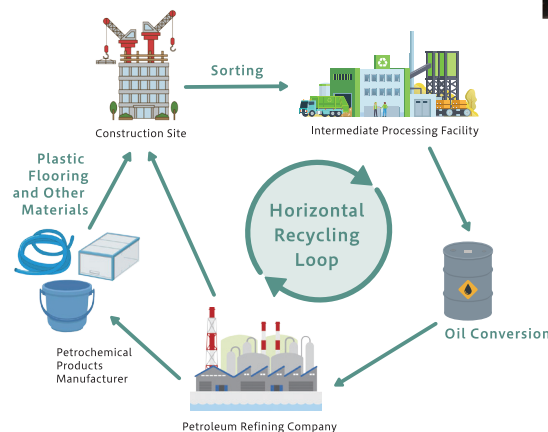 Sorting
Construction Site
Intermediate Processing Facility
Plastic
Flooring
and Other
Materials
Horizontal
Recycling
Loop
Oil Conversion
Petrochemical
Products
Manufacturer
Petroleum Refining Company